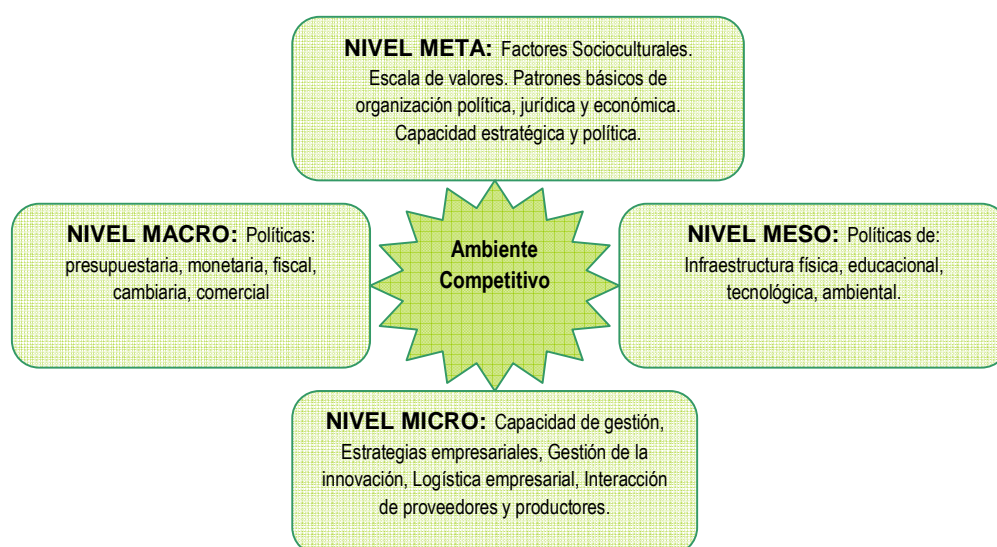 NIVEL META: Factores Socioculturales.
Escala de valores. Patrones básicos de
organización política, jurídica y económica.
Capacidad estratégica y política.
NIVEL MACRO: Políticas:
presupuestaria, monetaria, fiscal,
cambiaria, comercial
Ambiente
Competitivo
NIVEL MESO: Políticas de:
Infraestructura física, educacional,
tecnológica, ambiental.
NIVEL MICRO: Capacidad de gestión,
Estrategias empresariales, Gestión de la
innovación, Logística empresarial, Interacción
de proveedores y productores.